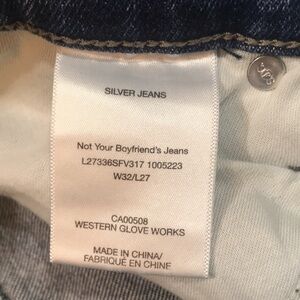 SILVER JEANS
Not Your Boyfriend's Jeans
L27336SFV317 1005223
W32/L27
CA00508
WESTERN GLOVE WORKS
MADE IN CHINA/
FABRIQUÉ EN CHINE